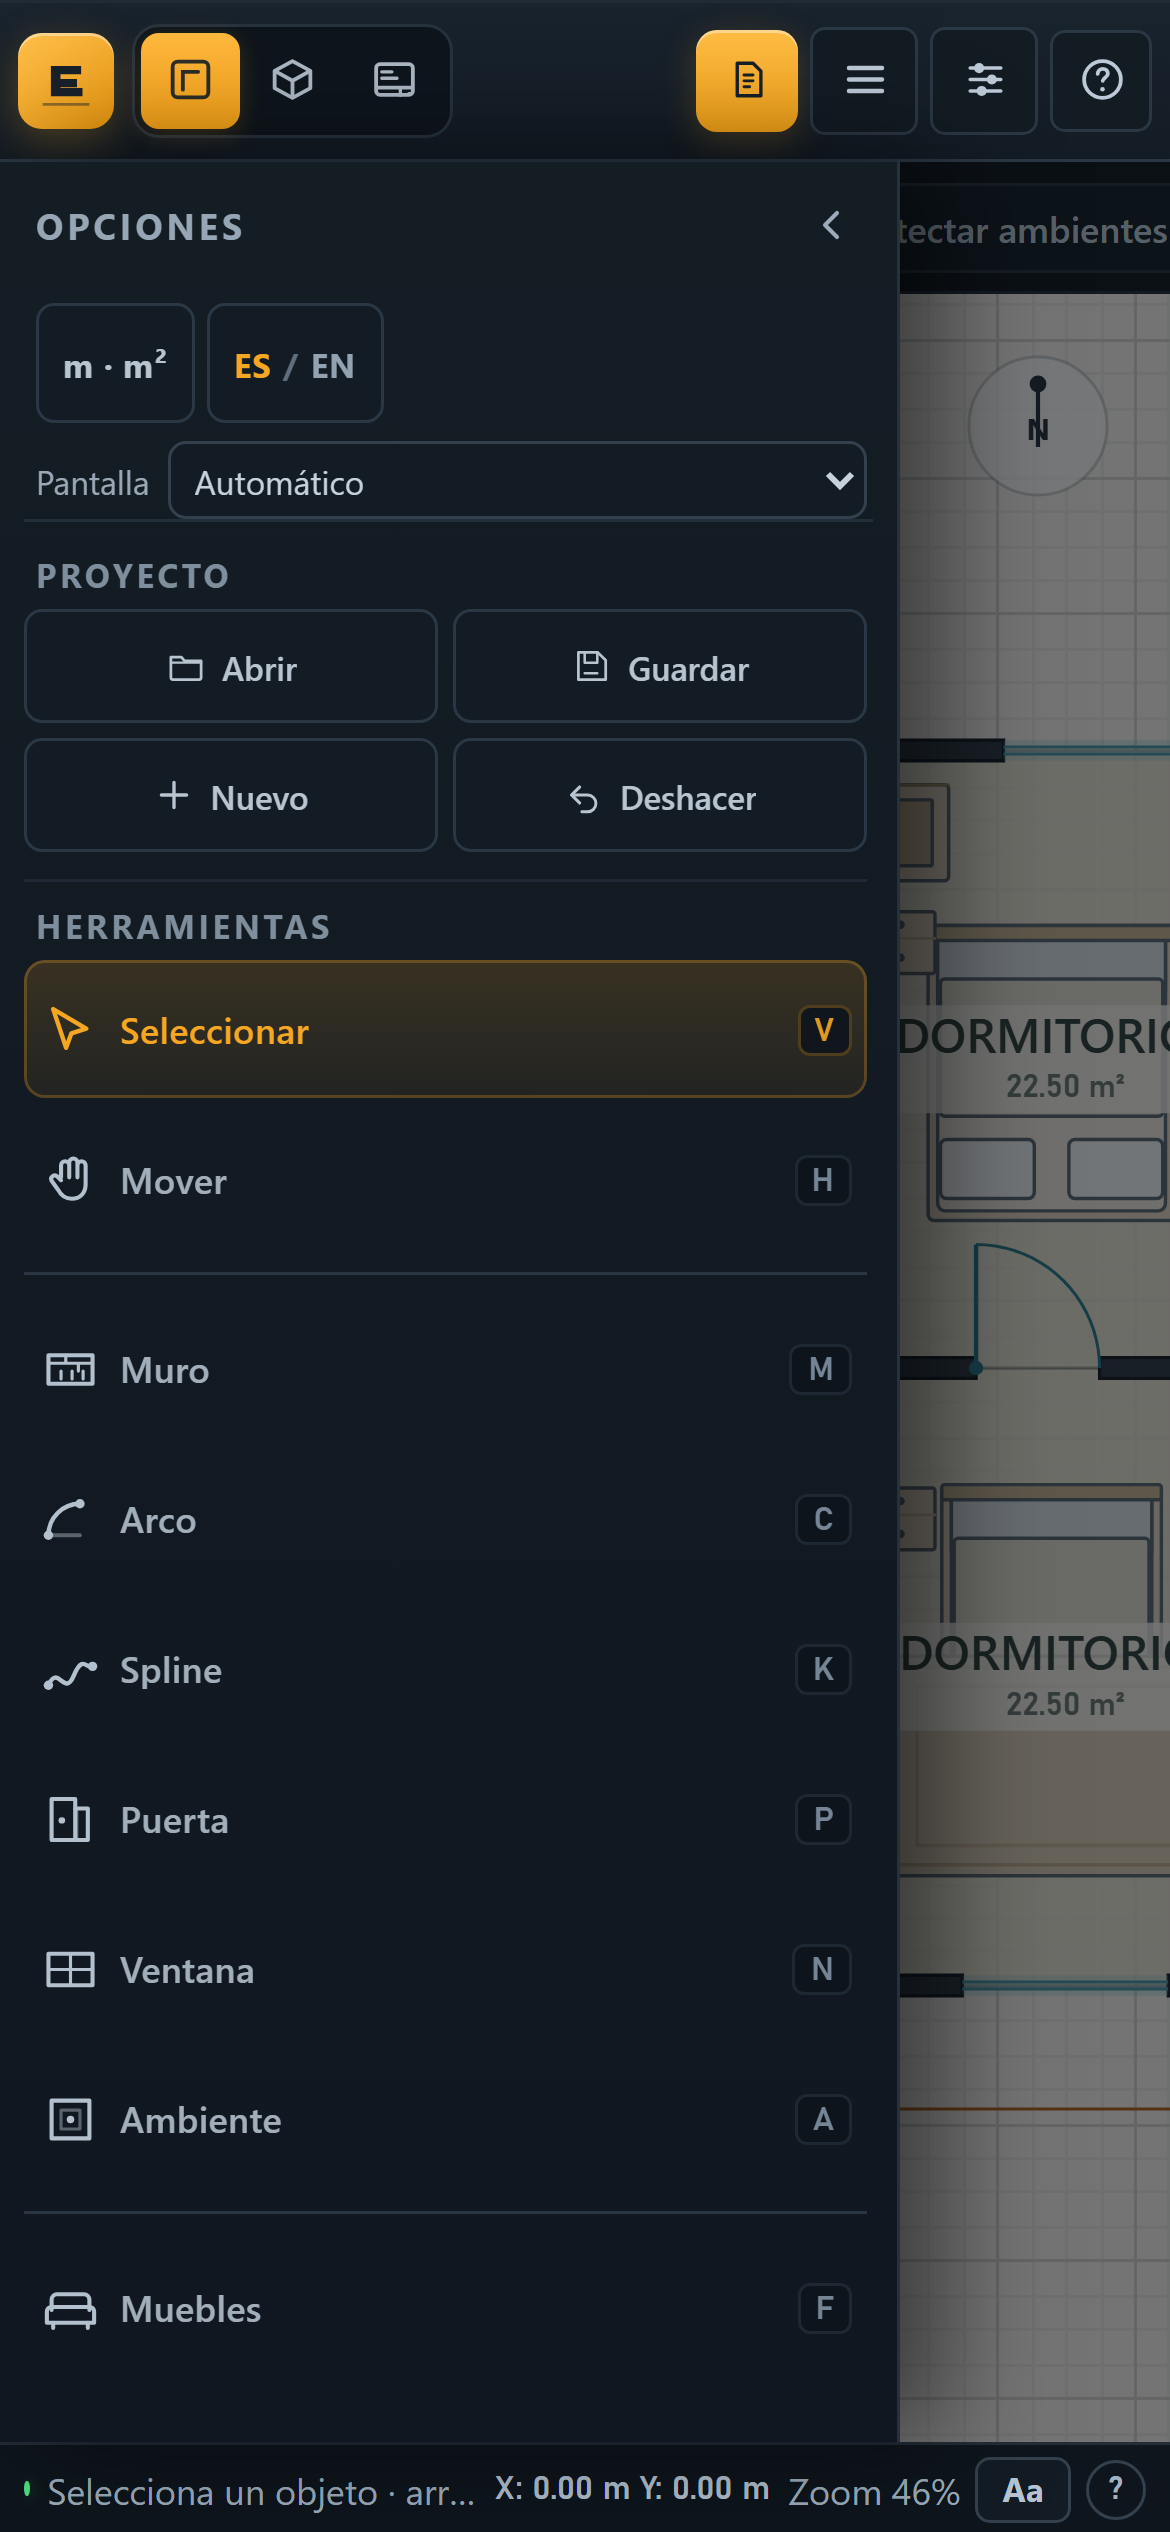 E
OPCIONES
tectar ambientes
m · m²
ES / EN
N
Pantalla
Automático
PROYECTO
Abrir
Guardar
Nuevo
Deshacer
HERRAMIENTAS
Seleccionar V
DORMITORIO
22.50 m²
Mover H
Muro M
Arco C
Spline K
DORMITORIO
22.50 m²
Puerta P
Ventana N
Ambiente A
Muebles F
Selecciona un objeto · arr... X: 0.00 m Y: 0.00 m Zoom 46% Aa ?